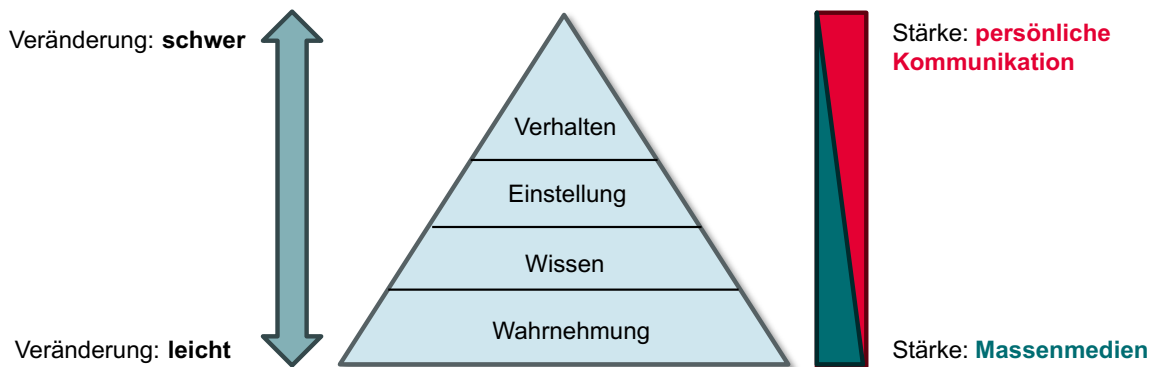 Veränderung: schwer
Stärke: persönliche
Kommunikation
Verhalten
Einstellung
Wissen
Wahrnehmung
Veränderung: leicht
Stärke: Massenmedien